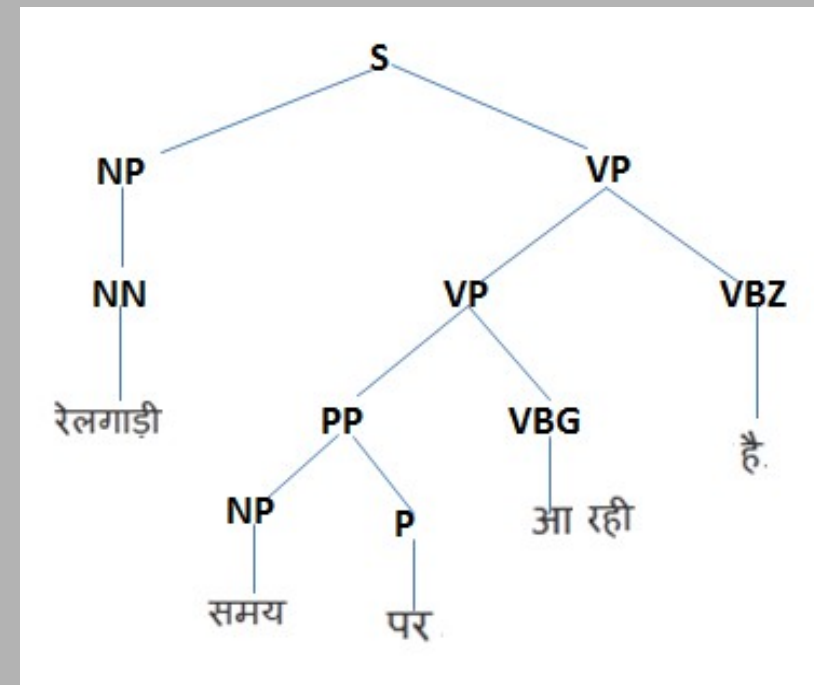 S
NP VP
NN VP VBZ
रेलगाड़ी PP VBG है.
NP P आ रही
समय पर